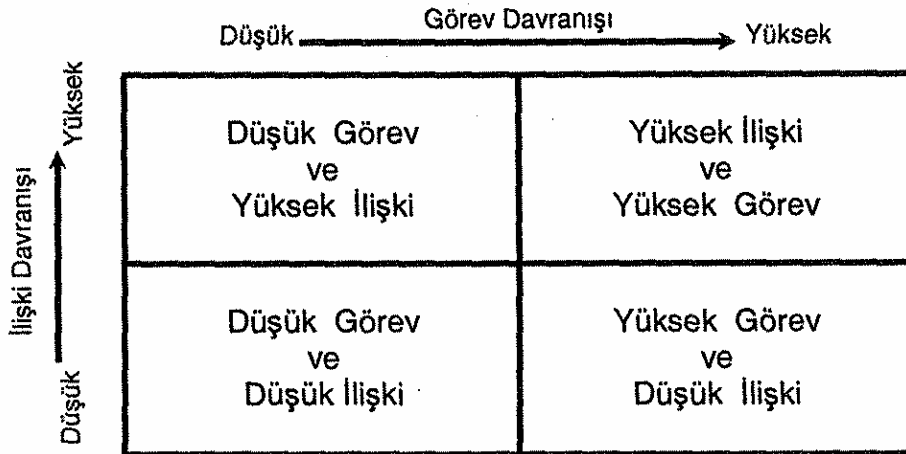 Görev Davranışı
Düşük
Yüksek
İlişki Davranışı
Yüksek
Düşük
Düşük Görev
ve
Yüksek İlişki
Yüksek İlişki
ve
Yüksek Görev
Düşük Görev
ve
Düşük İlişki
Yüksek Görev
ve
Düşük İlişki